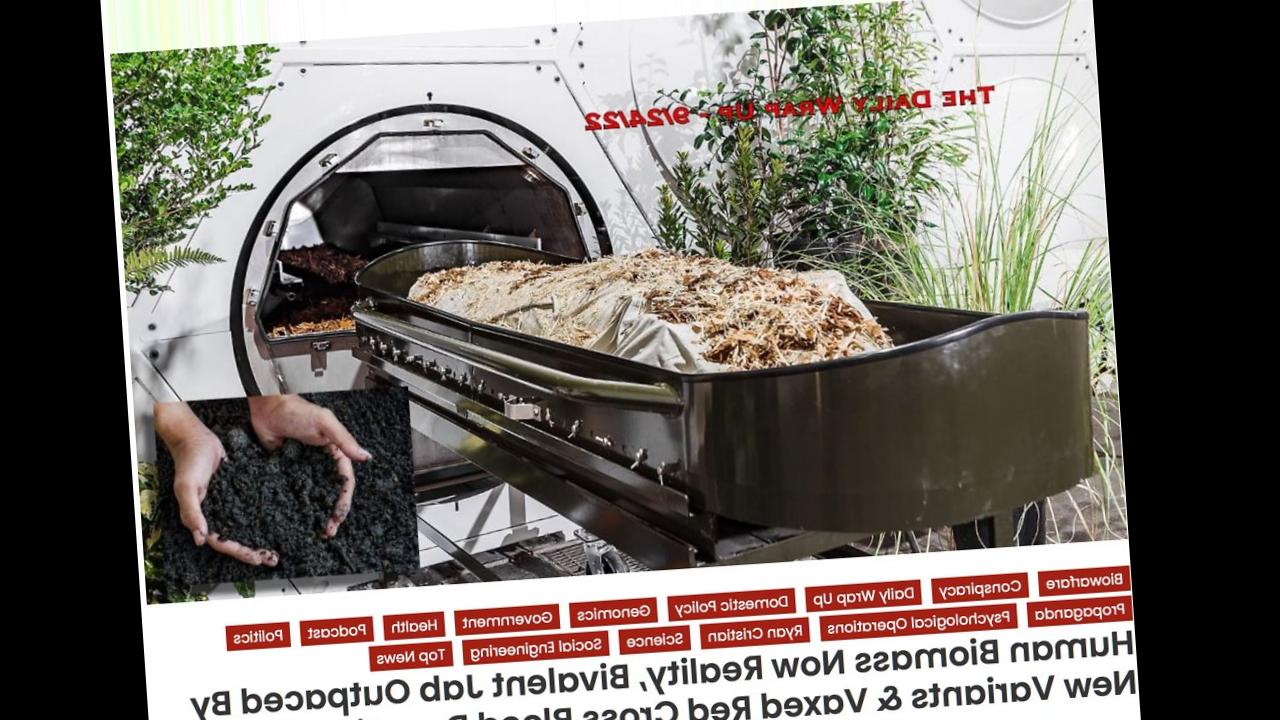 THE DAILY WRAP UP - 9/24/22
Biowarfare Conspiracy Daily Wrap Up Domestic Policy Genomics Government Health Podcast Politics
Propaganda Psychological Operations Ryan Cristian Science Social Engineering Top News
Human Biomass Now Reality, Bivalent Jab Outpaced By
New Variants & Vaxed Red Cross Blood